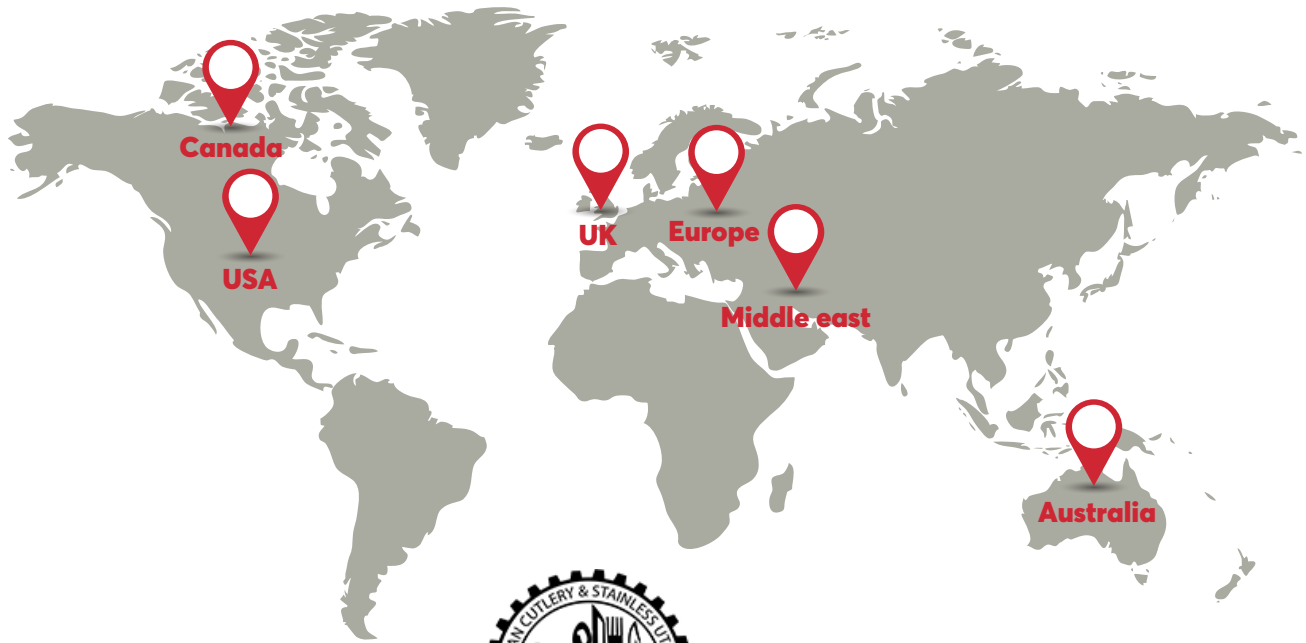 Canada
USA
UK
Europe
Middle east
Australia
CUTLERY & STAINLESS